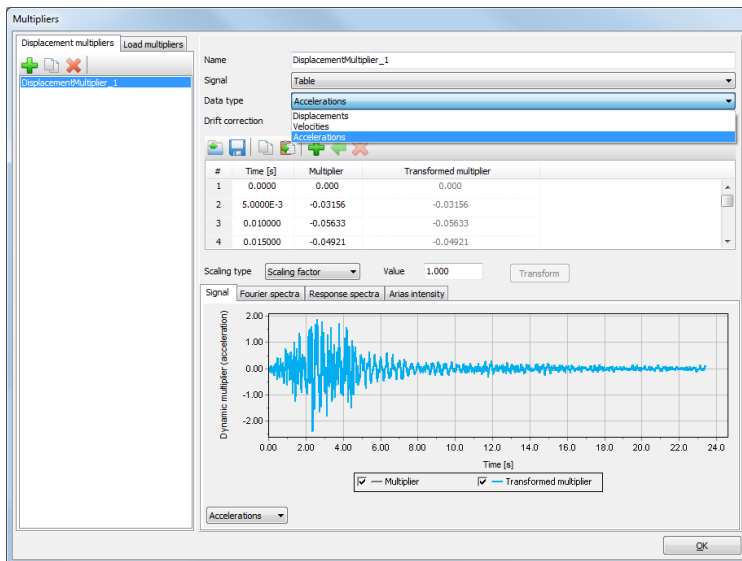 Multipliers
Displacement multipliers Load multipliers
DisplacementMultiplier_1
Name DisplacementMultiplier_1
Signal Table
Data type Accelerations
Displacements
Drift correction
Velocities
Accelerations
# Time [s] Multiplier Transformed multiplier
1 0.0000 0.000 0.000
2 5.0000E-3 -0.03156 -0.03156
3 0.010000 -0.05633 -0.05633
4 0.015000 -0.04921 -0.04921
Scaling type Scaling factor Value 1.000 Transform
Signal Fourier spectra Response spectra Arias intensity
Dynamic multiplier (acceleration)
2.00
1.00
0.00
-1.00
-2.00
0.00 2.00 4.00 6.00 8.00 10.0 12.0 14.0 16.0 18.0 20.0 22.0 24.0
Time [s]
Multiplier Transformed multiplier
Accelerations
OK